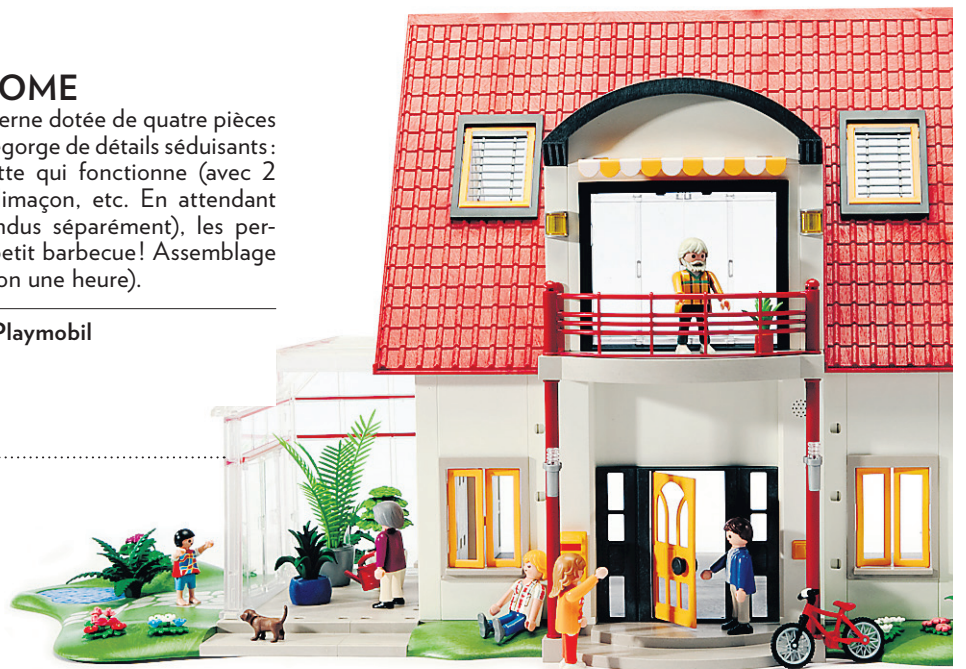 OME
erne dotée de quatre pièces
gorge de détails séduisants :
tte qui fonctionne (avec 2
imaçon, etc. En attendant
ndus séparément), les per-
petit barbecue ! Assemblage
on une heure).
Playmobil